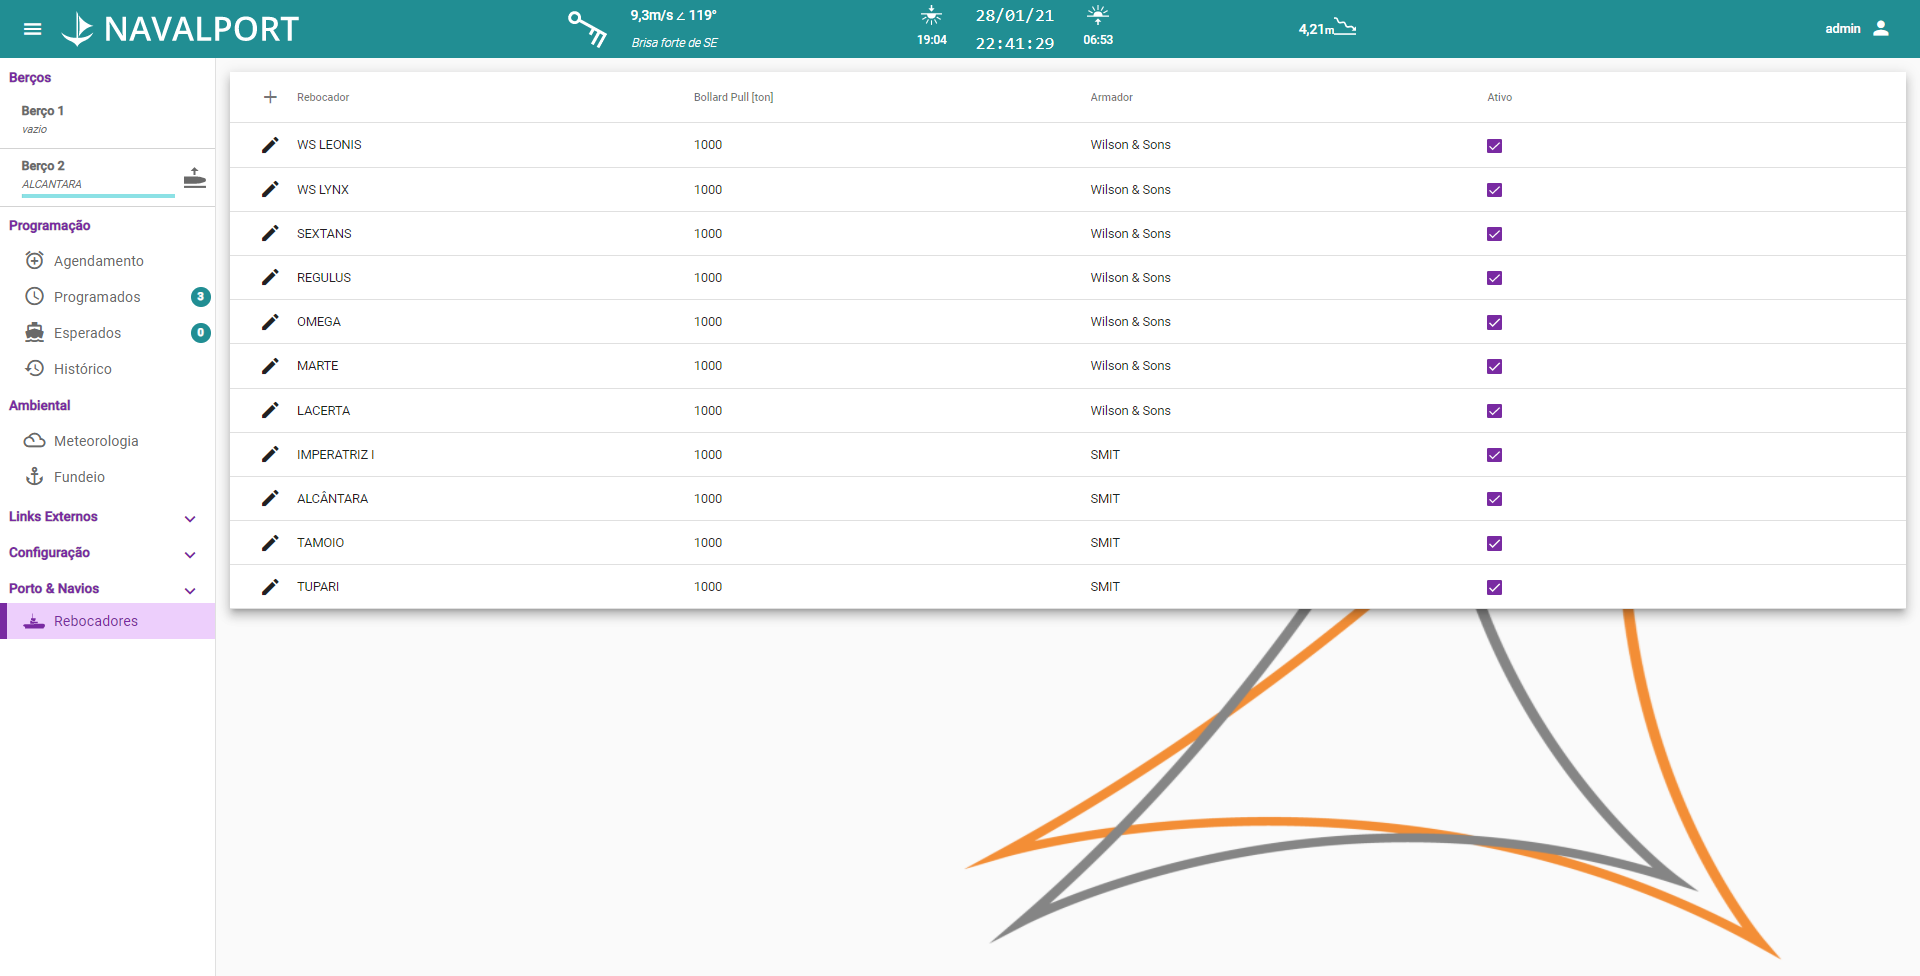 NAVALPORT
9,3m/s ∠ 119°
Brisa forte de SE
19:04
28/01/21
22:41:29
06:53
4,21m
admin
Berços
Berço 1
vazio
Berço 2
ALCANTARA
Programação
Agendamento
Programados 3
Esperados 0
Histórico
Ambiental
Meteorologia
Fundeio
Links Externos
Configuração
Porto & Navios
Rebocadores
Rebocador Bollard Pull [ton] Armador Ativo
WS LEONIS 1000 Wilson & Sons
WS LYNX 1000 Wilson & Sons
SEXTANS 1000 Wilson & Sons
REGULUS 1000 Wilson & Sons
OMEGA 1000 Wilson & Sons
MARTE 1000 Wilson & Sons
LACERTA 1000 Wilson & Sons
IMPERATRIZ I 1000 SMIT
ALCÂNTARA 1000 SMIT
TAMOIO 1000 SMIT
TUPARI 1000 SMIT